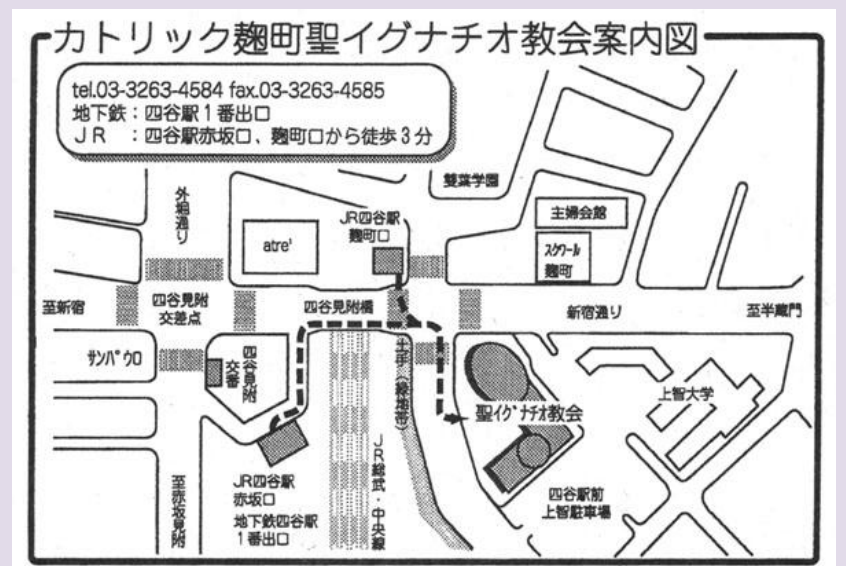 カトリック麹町聖イグナチオ教会案内図
tel.03-3263-4584 fax.03-3263-4585
地下鉄：四谷駅1番出口
ＪＲ　：四谷駅赤坂口、麹町口から徒歩3分
雙葉学園
外堀通り
JR四谷駅
麹町口
主婦会館
atre'
スクワール
麹町
至新宿
四谷見附
交差点
四谷見附橋
新宿通り
至半蔵門
サンパウロ
四谷見附
交番
土手（緑地帯）
上智大学
聖イグナチオ教会
JR四谷駅
赤坂口
地下鉄四谷駅
1番出口
至赤坂見附
ＪＲ総武・中央線
四谷駅前
上智駐車場